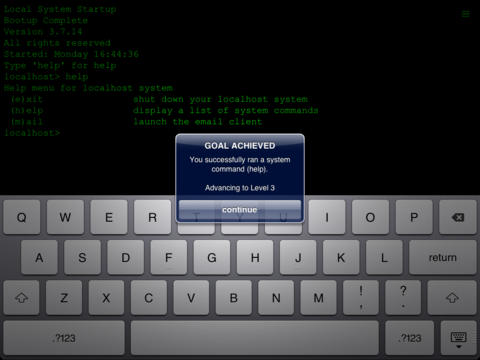 Local System Startup
Bootup Complete
Version 3.7.14
All rights reserved
Started: Monday 16:44:36
Type 'help' for help
localhost> help
Help menu for localhost system
(e)xit shut down your localhost system
(h)elp display a list of system commands
(m)ail launch the email client
localhost>
GOAL ACHIEVED
You successfully ran a system
command (help).
Advancing to Level 3
continue
Q W E R T Y U I O P
A S D F G H J K L return
Z X C V B N M ! , ? .
.?123 .?123